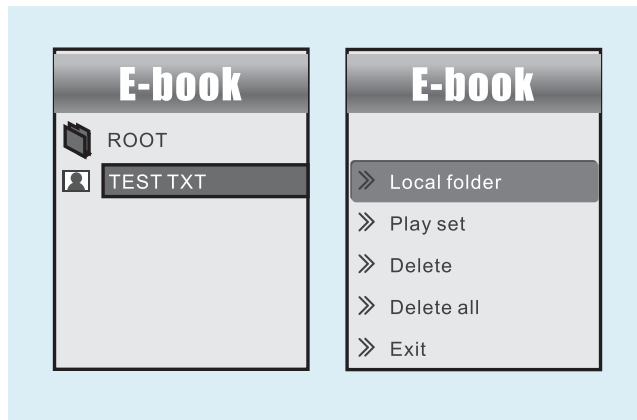 E-book
ROOT
TEST TXT
E-book
Local folder
Play set
Delete
Delete all
Exit